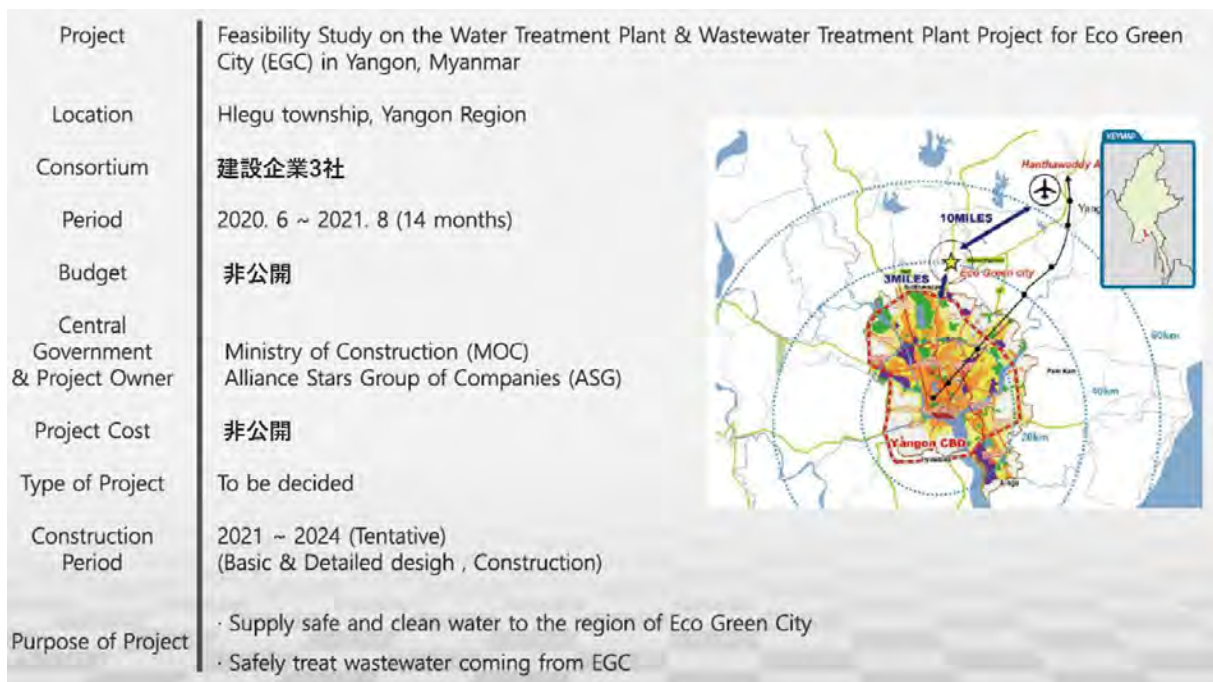 Project
Feasibility Study on the Water Treatment Plant & Wastewater Treatment Plant Project for Eco Green
City (EGC) in Yangon, Myanmar
Location
Hlegu township, Yangon Region
Consortium
建設企業3社
Period
2020. 6 ~ 2021. 8 (14 months)
Budget
非公開
Central
Government
& Project Owner
Ministry of Construction (MOC)
Alliance Stars Group of Companies (ASG)
Project Cost
非公開
Type of Project
To be decided
Construction
Period
2021 ~ 2024 (Tentative)
(Basic & Detailed desigh , Construction)
Purpose of Project
· Supply safe and clean water to the region of Eco Green City
· Safely treat wastewater coming from EGC
KEYMAP
Hanthawaddy A
Yang
10MILES
Eco Green city
3MILES
60km
40km
20km
Yangon CBD